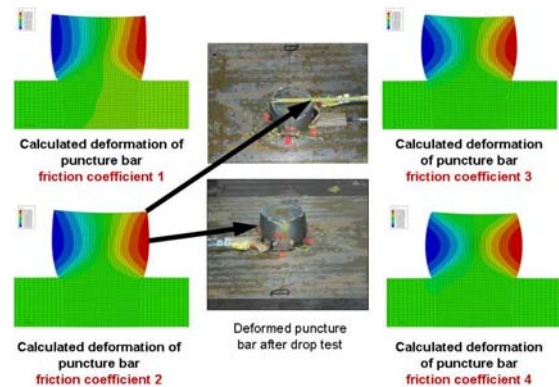 Calculated deformation of
puncture bar
friction coefficient 1
Calculated deformation
of puncture bar
friction coefficient 3
Calculated deformation of
puncture bar
friction coefficient 2
Deformed puncture
bar after drop test
Calculated deformation
of puncture bar
friction coefficient 4